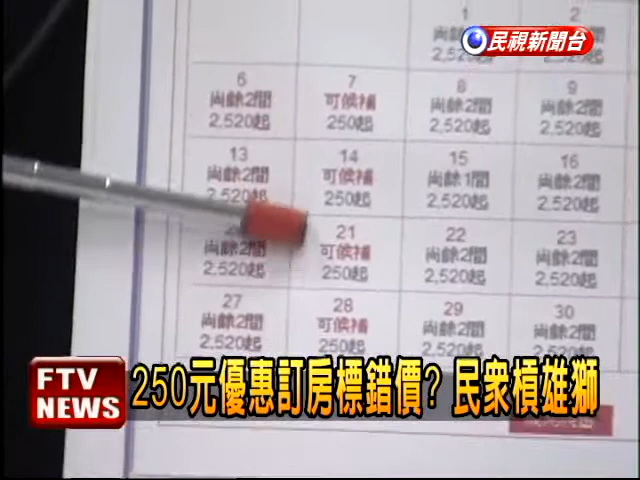 1 2
民視新聞台
尚餘2間
2,520起
6 7 8 9
尚餘2間 可候補 尚餘2間 尚餘2間
2,520起 250起 2,520起 2,520起
13 14 15 16
尚餘2間 可候補 尚餘1間 尚餘2間
2,520起 250起 2,520起 2,520起
21 22 23
尚餘2間 可候補 尚餘2間 尚餘2間
2,520起 250起 2,520起 2,520起
27 28 29 30
尚餘2間 可候補 尚餘2間 尚餘2間
2,520起 250起 2,520起 2,520起
FTV
NEWS
250元優惠訂房標錯價? 民眾槓雄獅